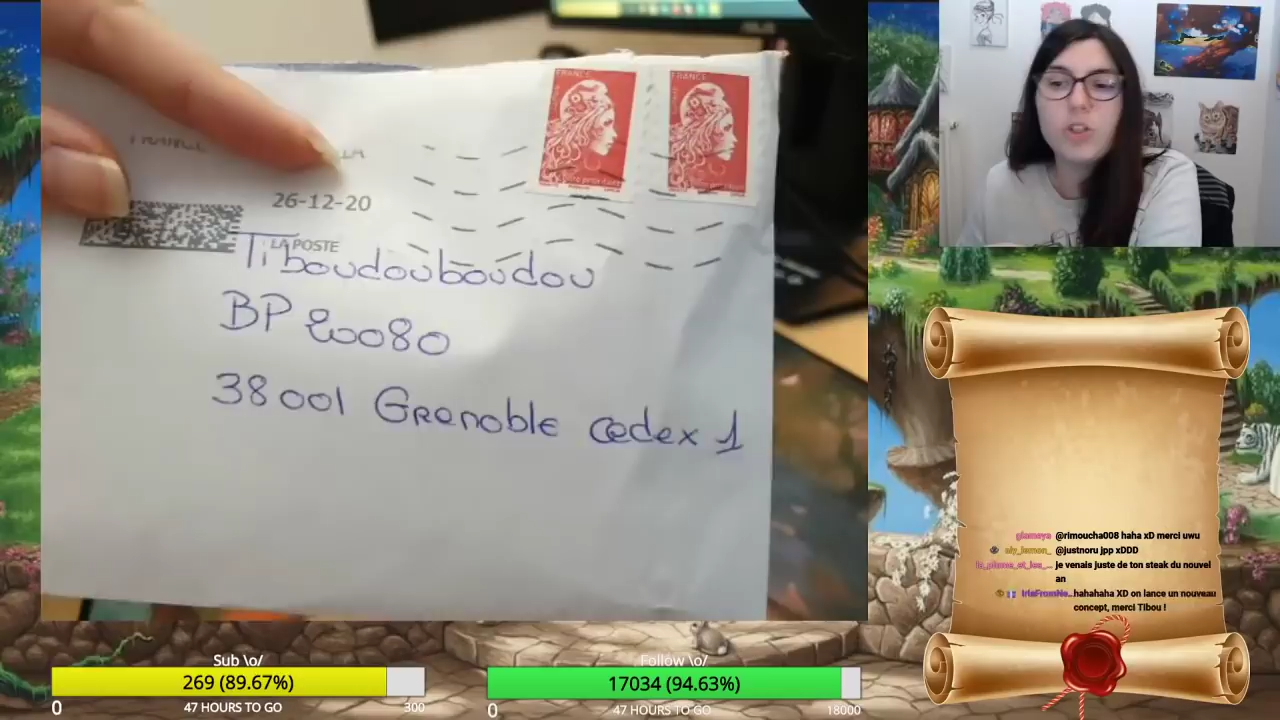 FRANCE
FRANCE
FRANCE
26-12-20
LA POSTE
Tiboudouboudou
BP 20080
38001 Grenoble cedex 1
glameya @rimoucha008 haha xD merci uwu
@justnoru jpp xDDD
je venais juste de ton steak du nouvel
an
hahahaha XD on lance un nouveau
concept, merci Tibou !
Sub \o/
269 (89.67%)
0
47 HOURS TO GO
300
Follow \o/
17034 (94.63%)
0
47 HOURS TO GO
18000